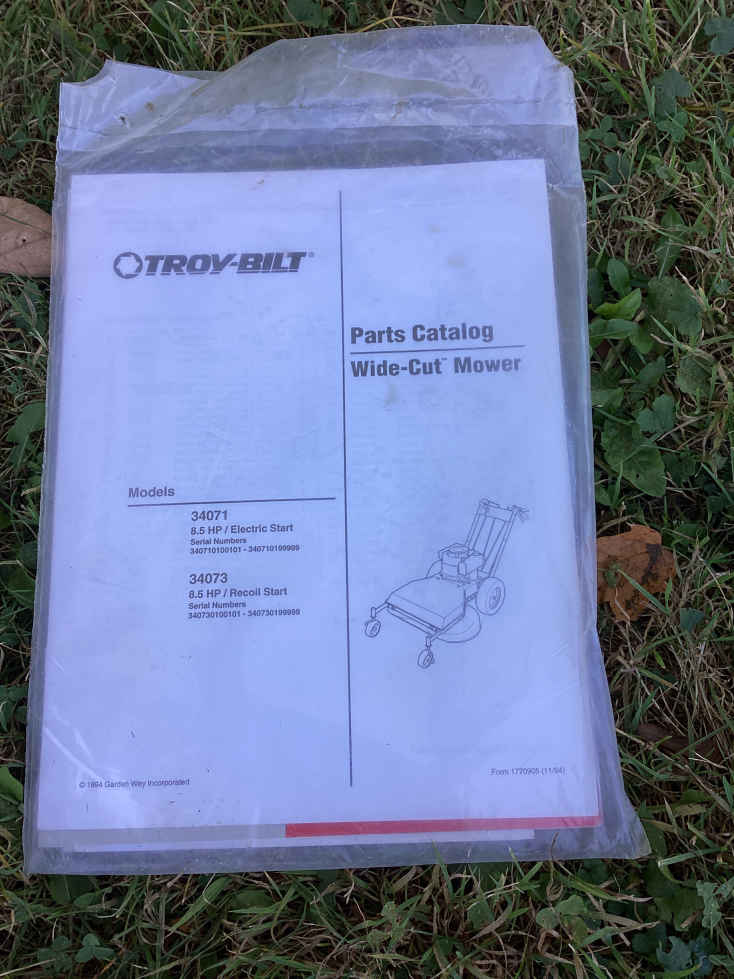 TROY-BILT®
Parts Catalog
Wide-Cut™ Mower
Models
34071
8.5 HP / Electric Start
Serial Numbers
340710100101 - 340710199999
34073
8.5 HP / Recoil Start
Serial Numbers
340730100101 - 340730199999
© 1994 Garden Way Incorporated
Form 1770905 (11/94)